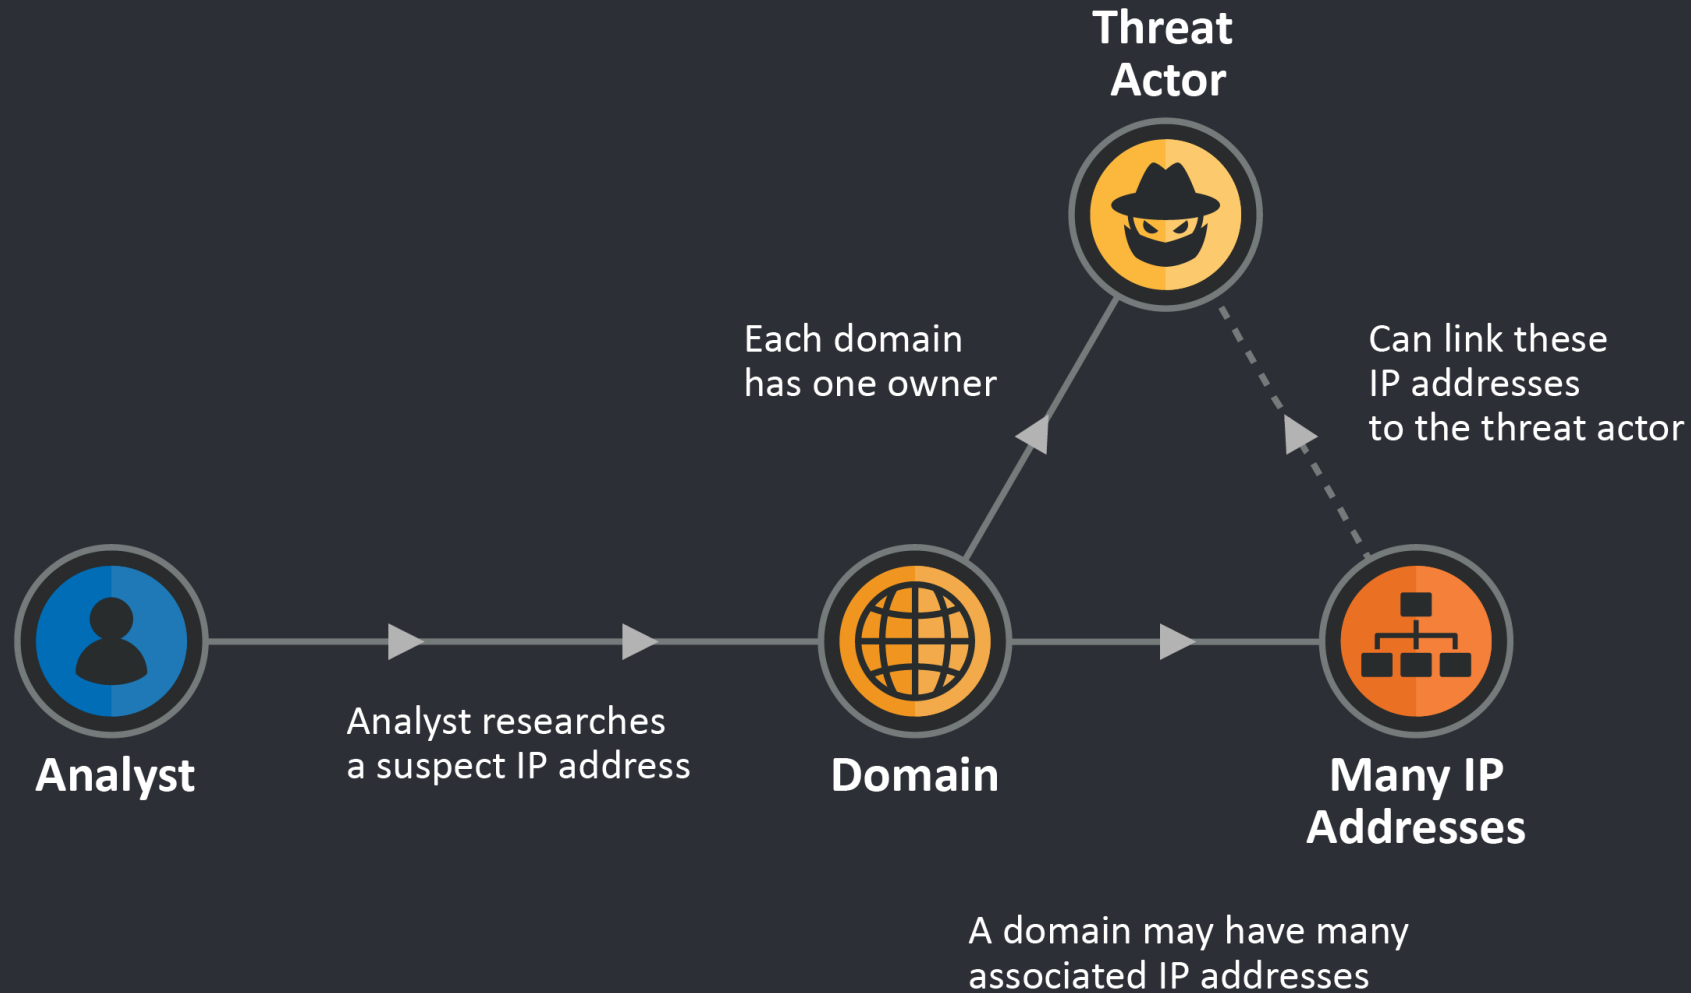 Threat
Actor
Each domain
has one owner
Can link these
IP addresses
to the threat actor
Analyst researches
a suspect IP address
Analyst
Domain
Many IP
Addresses
A domain may have many
associated IP addresses